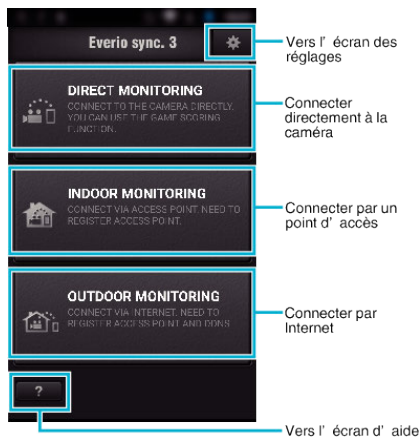 Everio sync. 3
Vers l' écran des
réglages
DIRECT MONITORING
CONNECT TO THE CAMERA DIRECTLY.
YOU CAN USE THE GAME SCORING
FUNCTION.
Connecter
directement à la
caméra
INDOOR MONITORING
CONNECT VIA ACCESS POINT. NEED TO
REGISTER ACCESS POINT.
Connecter par un
point d' accès
OUTDOOR MONITORING
CONNECT VIA INTERNET. NEED TO
REGISTER ACCESS POINT AND DDNS
Connecter par
Internet
?
Vers l' écran d' aide